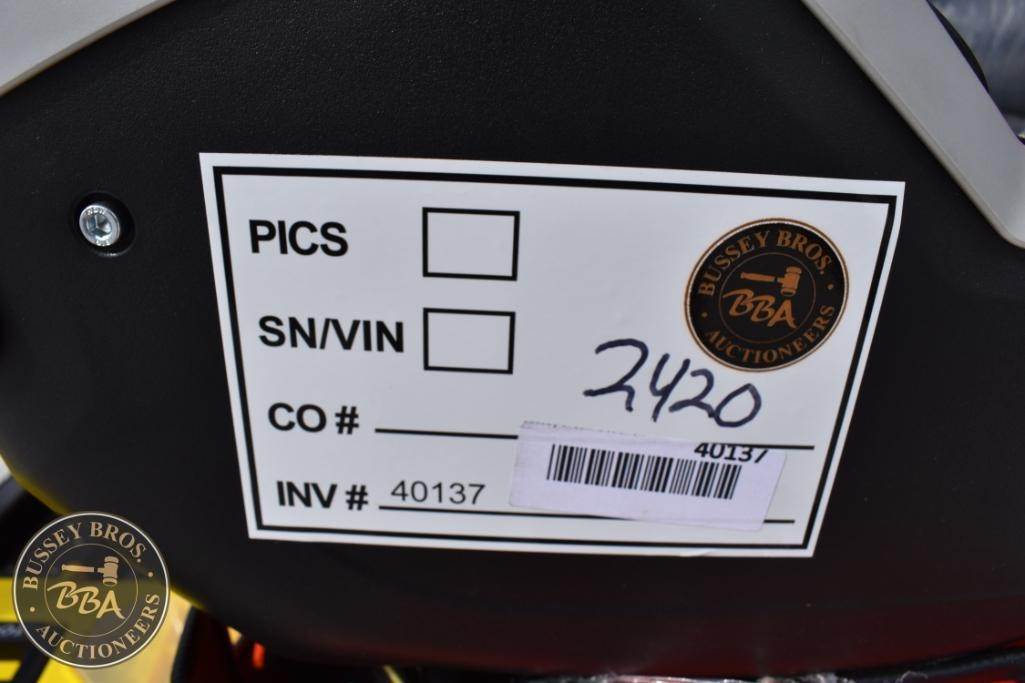 PICS
BUSSEY BROS.
BBA
AUCTIONEERS
SN/VIN
2420
CO #
40137
INV # 40137
BUSSEY BROS.
BBA
AUCTIONEERS